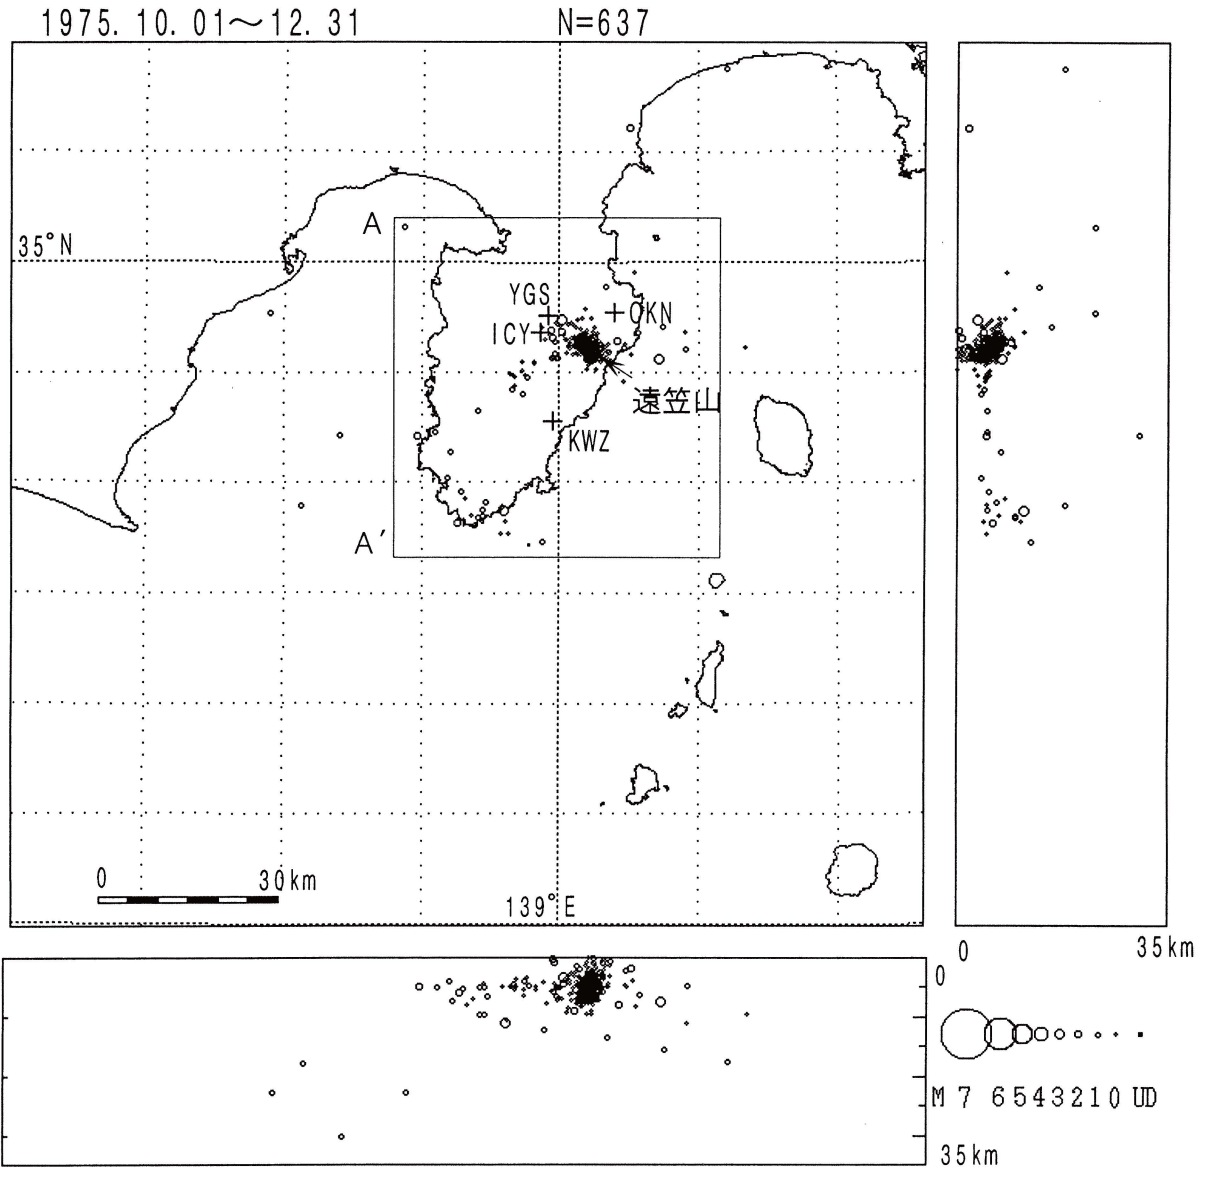 1975.10.01～12.31 N=637
A
35°N
YGS
OKN
ICY
遠笠山
KWZ
A′
0 30km
139°E
0 35km
0
M 7 6 5 4 3 2 1 0 UD
35km